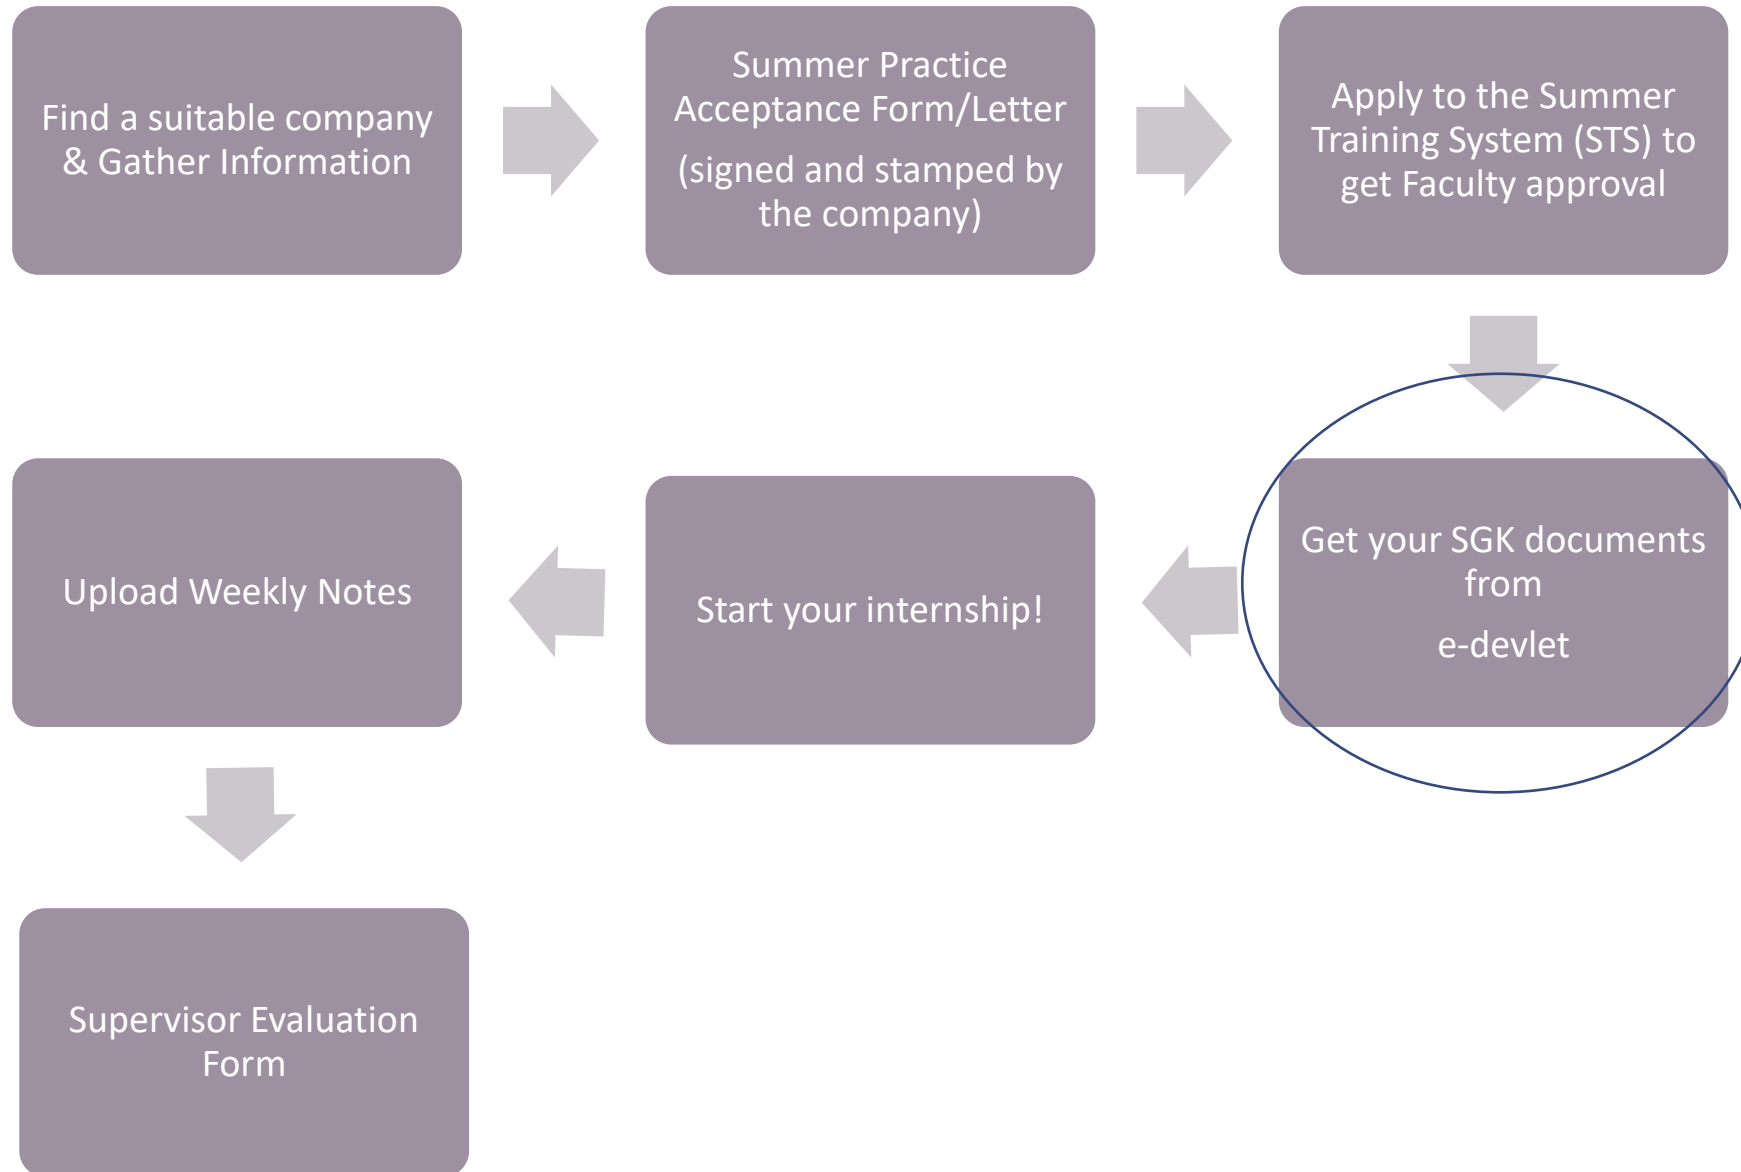 Find a suitable company
& Gather Information
Summer Practice
Acceptance Form/Letter
(signed and stamped by
the company)
Apply to the Summer
Training System (STS) to
get Faculty approval
Get your SGK documents
from
e-devlet
Start your internship!
Upload Weekly Notes
Supervisor Evaluation
Form